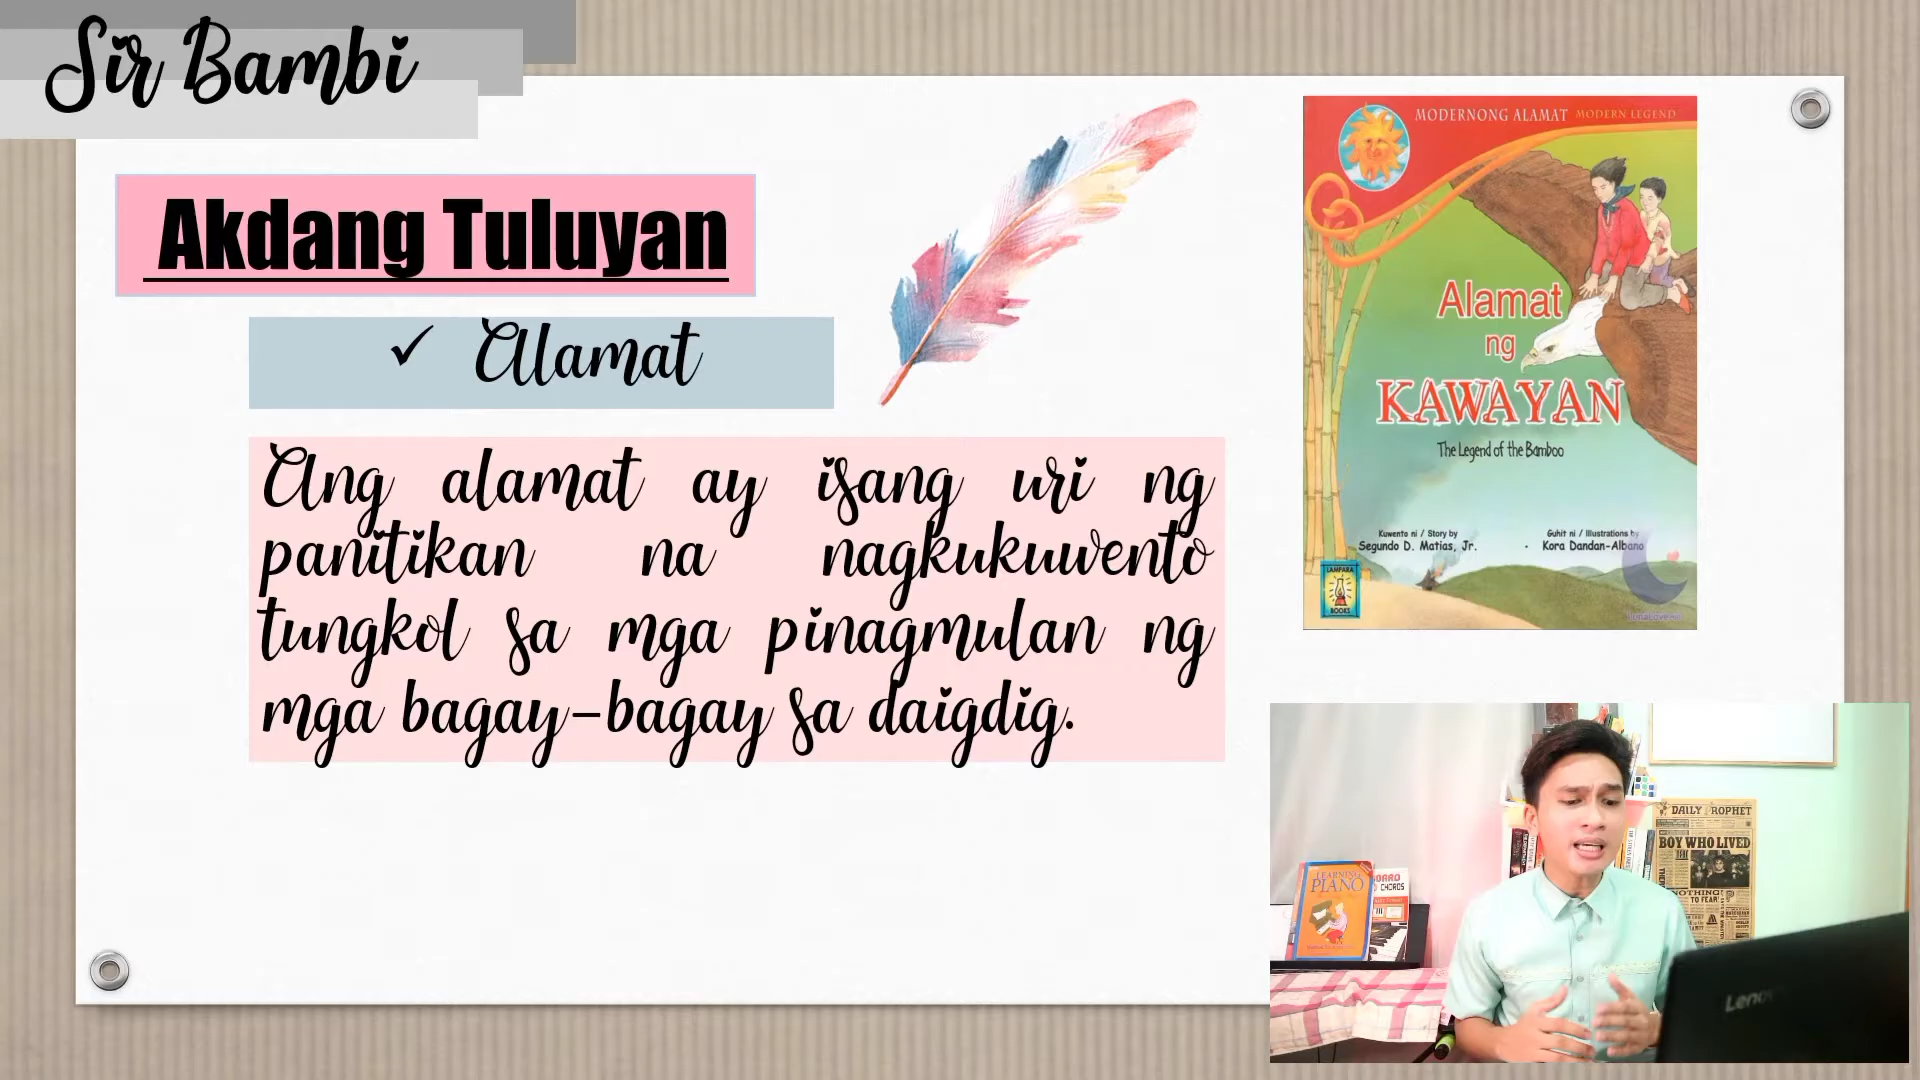 Sir Bambi
Akdang Tuluyan
✓ Alamat
Ang alamat ay isang uri ng
panitikan na nagkukuwento
tungkol sa mga pinagmulan ng
mga bagay-bagay sa daigdig.
MODERNONG ALAMAT MODERN LEGEND
Alamat
ng
KAWAYAN
The Legend of the Bamboo
Kuwento ni / Story by
Segundo D. Matias, Jr.
Guhit ni / Illustrations by
Kora Dandan-Albano
LAMPARA
BOOKS
LEARNING
PIANO
CHORDS
DAILY PROPHET
BOY WHO LIVED
NOTHING
TO FEAR!
Lenovo